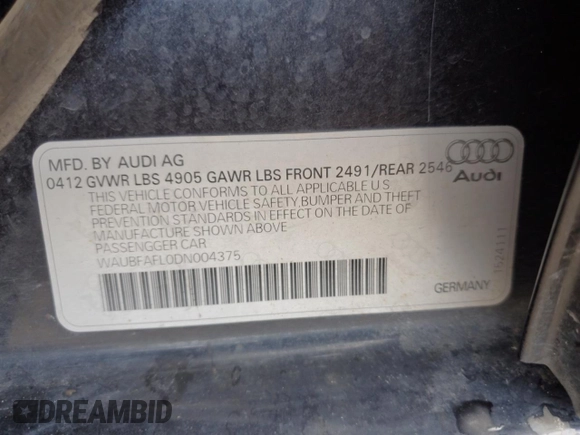 MFD. BY AUDI AG
0412 GVWR LBS 4905 GAWR LBS FRONT 2491/REAR 2546
THIS VEHICLE CONFORMS TO ALL APPLICABLE U S
FEDERAL MOTOR VEHICLE SAFETY, BUMPER AND THEFT
PREVENTION STANDARDS IN EFFECT ON THE DATE OF
MANUFACTURE SHOWN ABOVE
PASSENGGER CAR
WAUBFAFL0DN004375
Audi
GERMANY
DREAMBID